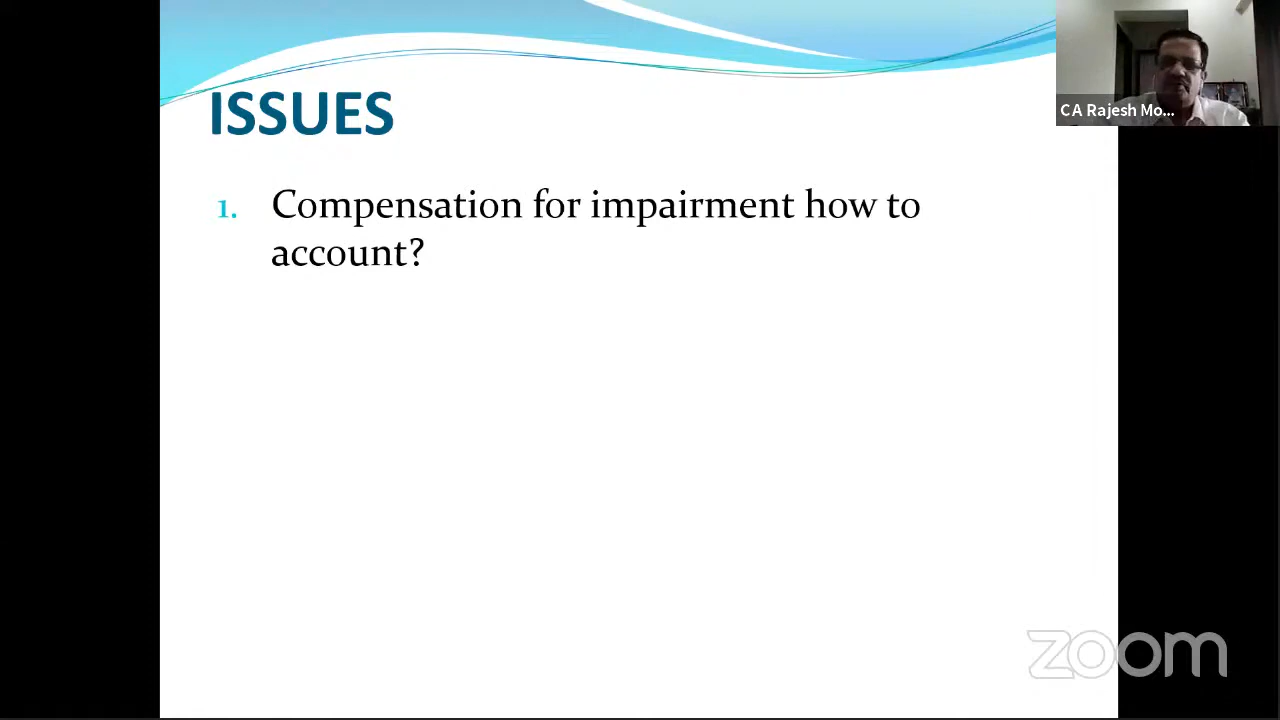 ISSUES
CA Rajesh Mo...
1. Compensation for impairment how to
account?
zoom